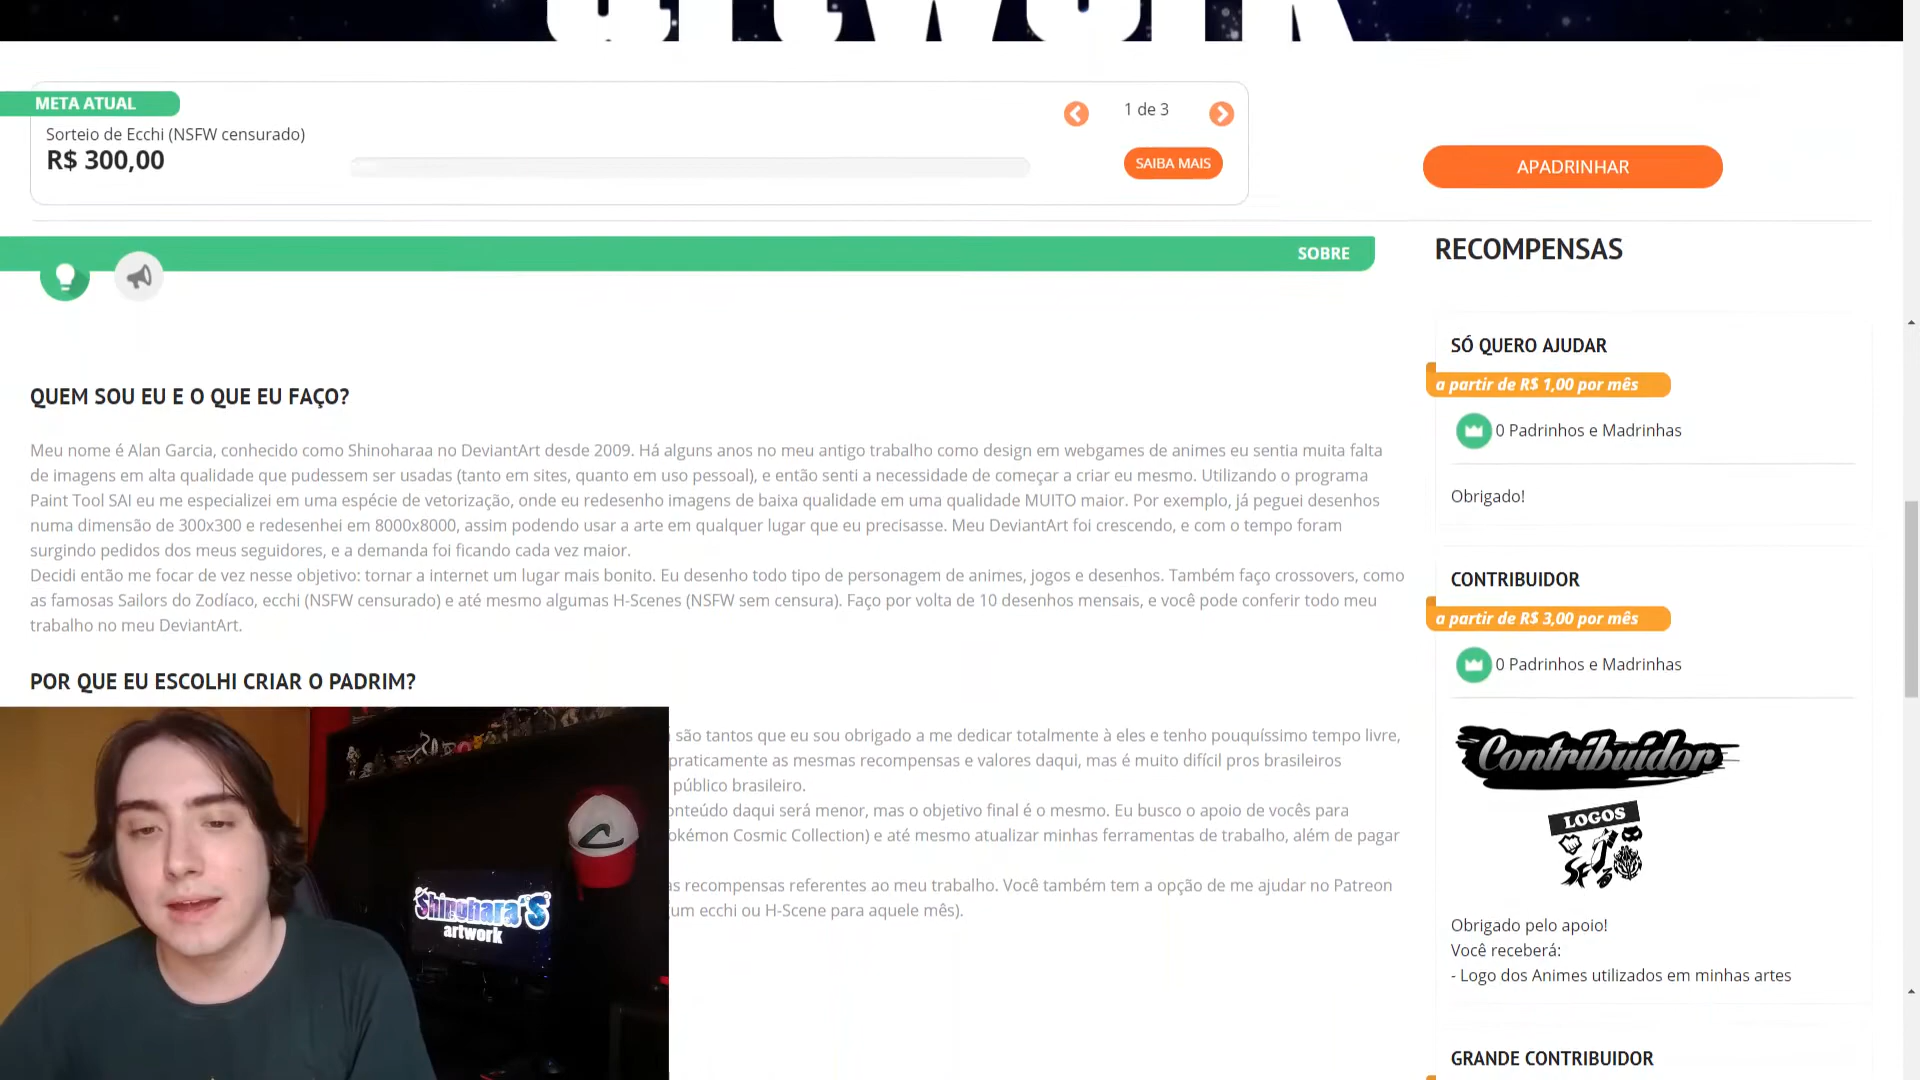 META ATUAL
Sorteio de Ecchi (NSFW censurado)
R$ 300,00
1 de 3
SAIBA MAIS
APADRINHAR
SOBRE
RECOMPENSAS
QUEM SOU EU E O QUE EU FAÇO?
Meu nome é Alan Garcia, conhecido como Shinoharaa no DeviantArt desde 2009. Há alguns anos no meu antigo trabalho como design em webgames de animes eu sentia muita falta
de imagens em alta qualidade que pudessem ser usadas (tanto em sites, quanto em uso pessoal), e então senti a necessidade de começar a criar eu mesmo. Utilizando o programa
Paint Tool SAI eu me especializei em uma espécie de vetorização, onde eu redesenho imagens de baixa qualidade em uma qualidade MUITO maior. Por exemplo, já peguei desenhos
numa dimensão de 300x300 e redesenhei em 8000x8000, assim podendo usar a arte em qualquer lugar que eu precisasse. Meu DeviantArt foi crescendo, e com o tempo foram
surgindo pedidos dos meus seguidores, e a demanda foi ficando cada vez maior.
Decidi então me focar de vez nesse objetivo: tornar a internet um lugar mais bonito. Eu desenho todo tipo de personagem de animes, jogos e desenhos. Também faço crossovers, como
as famosas Sailors do Zodíaco, ecchi (NSFW censurado) e até mesmo algumas H-Scenes (NSFW sem censura). Faço por volta de 10 desenhos mensais, e você pode conferir todo meu
trabalho no meu DeviantArt.
POR QUE EU ESCOLHI CRIAR O PADRIM?
são tantos que eu sou obrigado a me dedicar totalmente à eles e tenho pouquíssimo tempo livre,
praticamente as mesmas recompensas e valores daqui, mas é muito difícil pros brasileiros
público brasileiro.
onteúdo daqui será menor, mas o objetivo final é o mesmo. Eu busco o apoio de vocês para
okémon Cosmic Collection) e até mesmo atualizar minhas ferramentas de trabalho, além de pagar
as recompensas referentes ao meu trabalho. Você também tem a opção de me ajudar no Patreon
um ecchi ou H-Scene para aquele mês).
Shinohara'S
artwork
SÓ QUERO AJUDAR
a partir de R$ 1,00 por mês
0 Padrinhos e Madrinhas
Obrigado!
CONTRIBUIDOR
a partir de R$ 3,00 por mês
0 Padrinhos e Madrinhas
Contribuidor
LOGOS
SF
Obrigado pelo apoio!
Você receberá:
- Logo dos Animes utilizados em minhas artes
GRANDE CONTRIBUIDOR